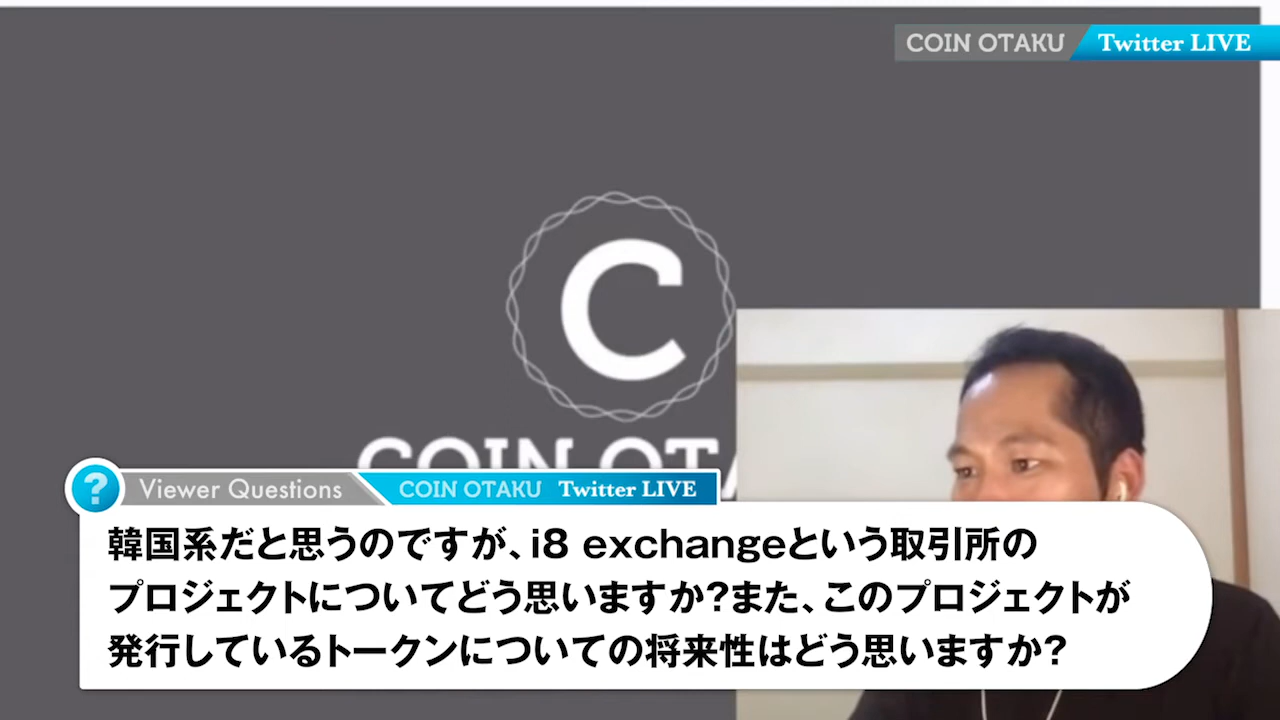 COIN OTAKU Twitter LIVE
C
COIN OTA
? Viewer Questions COIN OTAKU Twitter LIVE
韓国系だと思うのですが、i8 exchangeという取引所の
プロジェクトについてどう思いますか?また、このプロジェクトが
発行しているトークンについての将来性はどう思いますか?